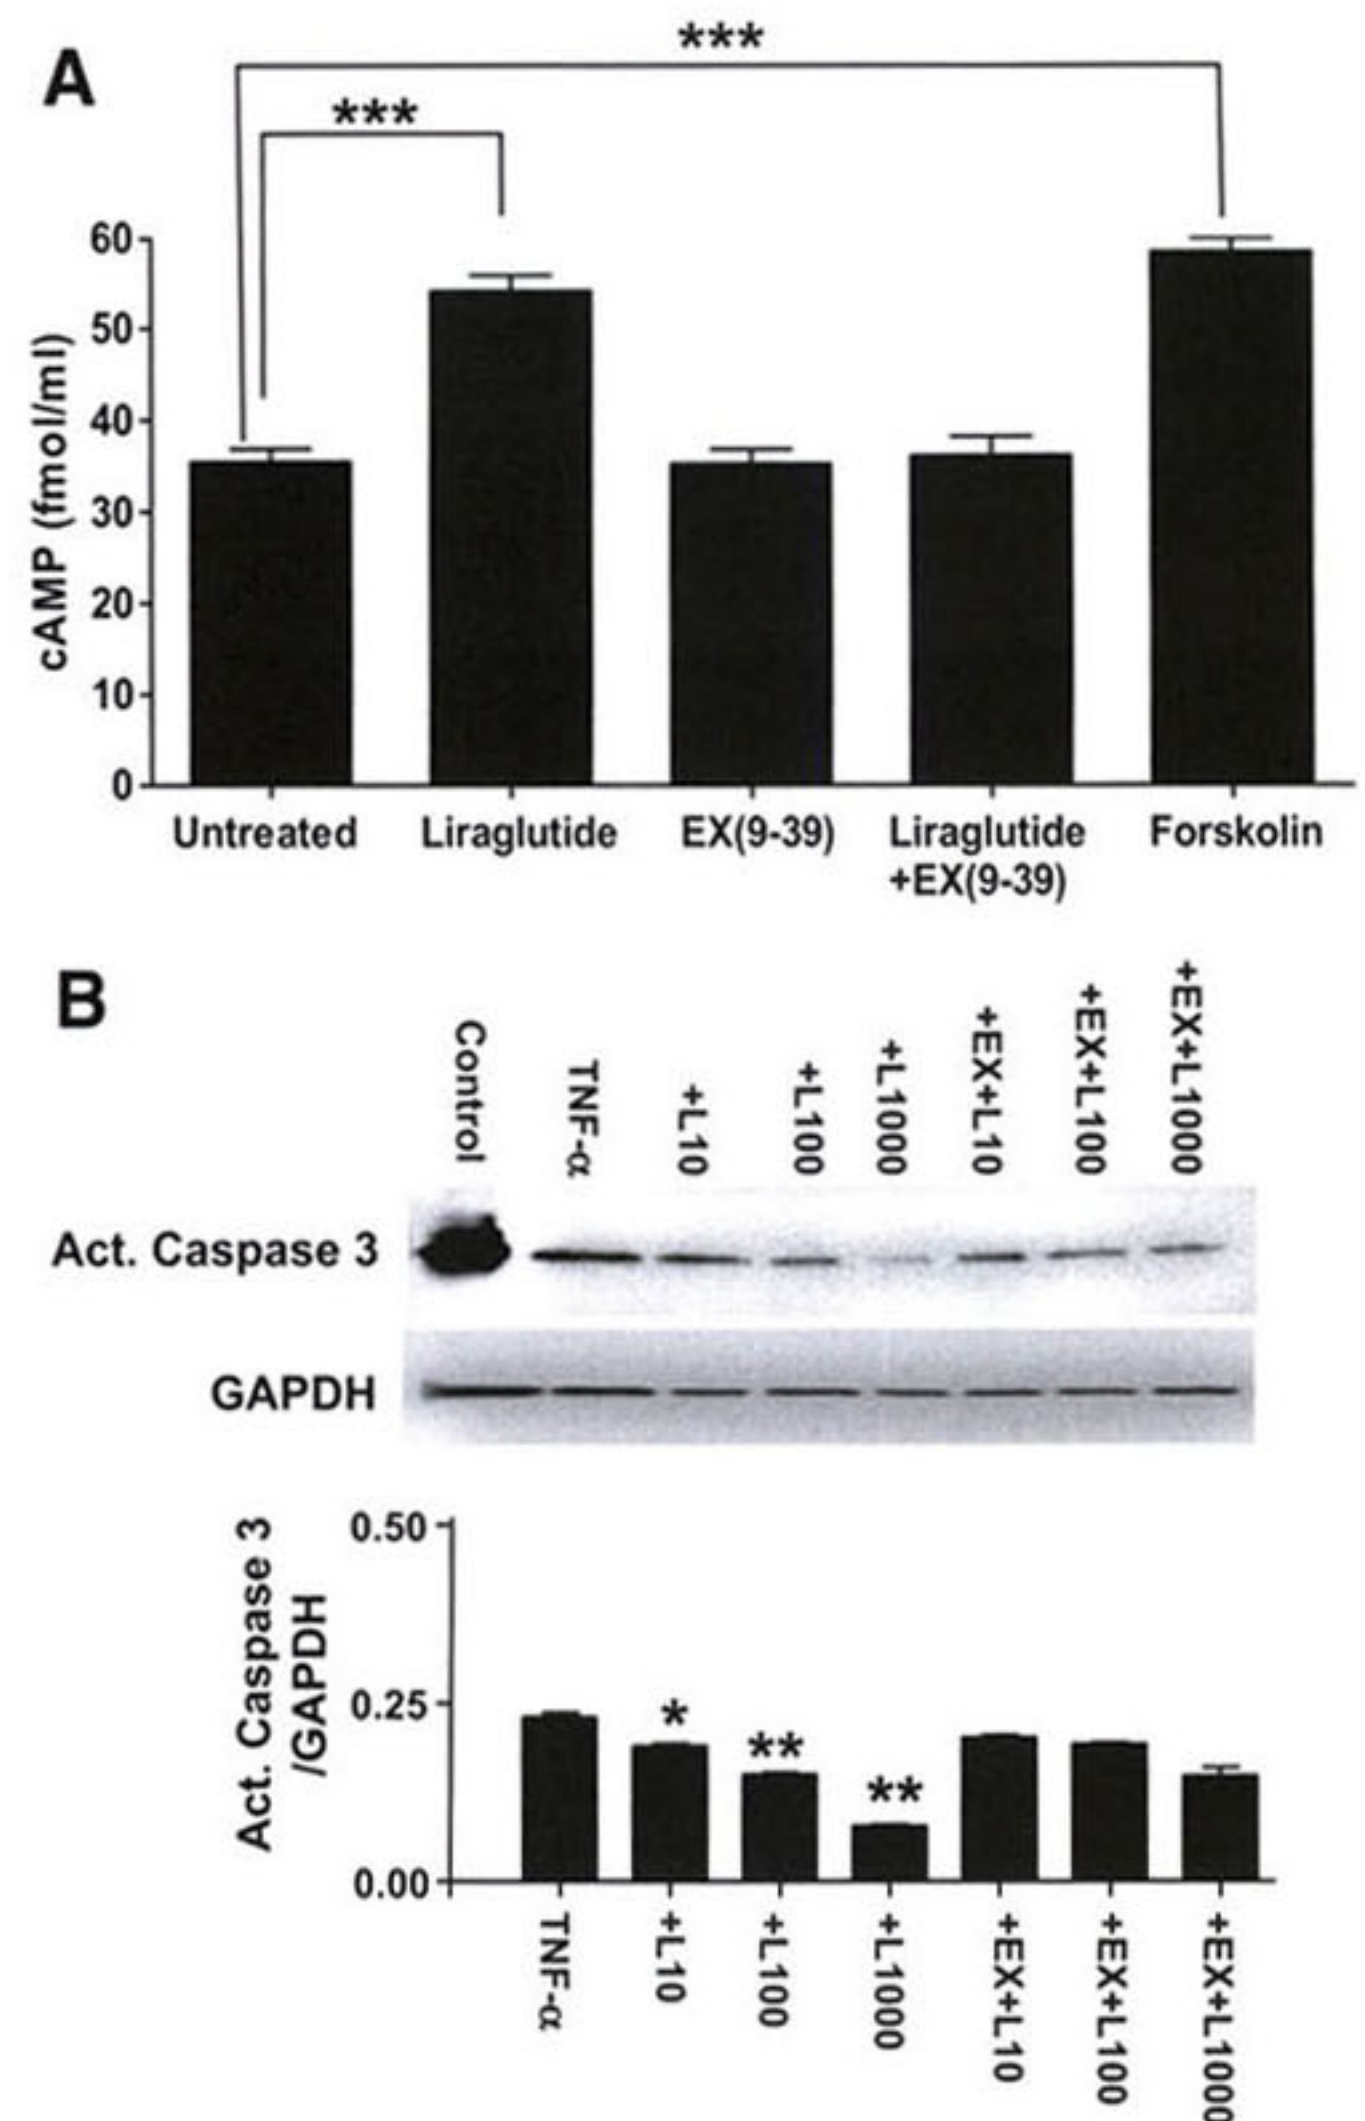 A
***
***
60
50
40
30
20
10
0
cAMP (fmol/ml)
Untreated Liraglutide EX(9-39) Liraglutide Forskolin
+EX(9-39)
B
Control TNF-α +L10 +L100 +L1000 +EX+L10 +EX+L100 +EX+L1000
Act. Caspase 3
GAPDH
Act. Caspase 3
/GAPDH
0.50
0.25
0.00
* ** **
TNF-α +L10 +L100 +L1000 +EX+L10 +EX+L100 +EX+L1000